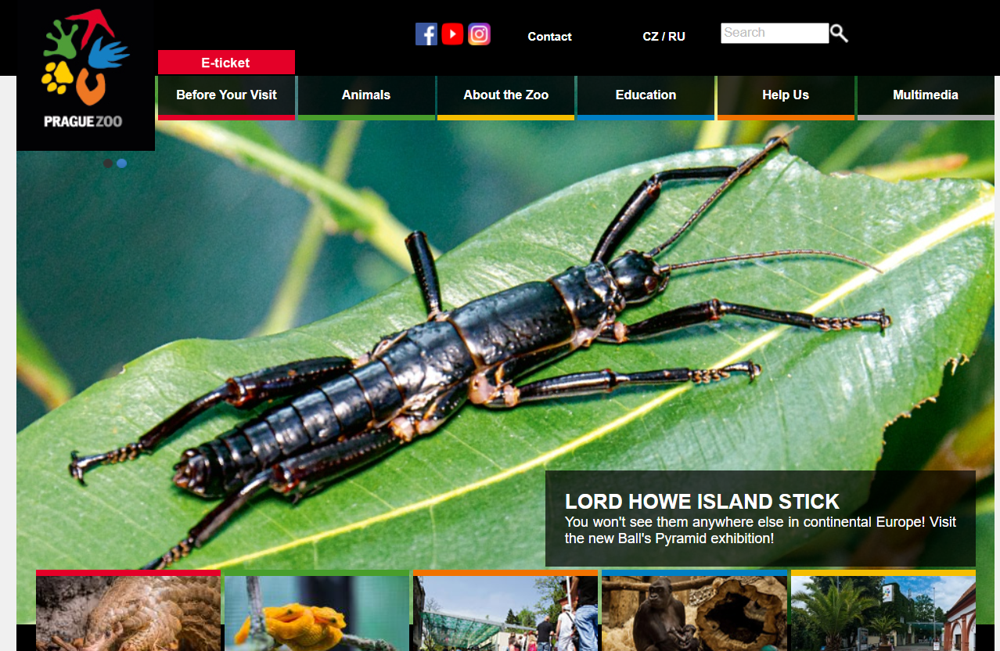 Contact
CZ / RU
Search
E-ticket
PRAGUE ZOO
Before Your Visit
Animals
About the Zoo
Education
Help Us
Multimedia
LORD HOWE ISLAND STICK
You won't see them anywhere else in continental Europe! Visit
the new Ball's Pyramid exhibition!